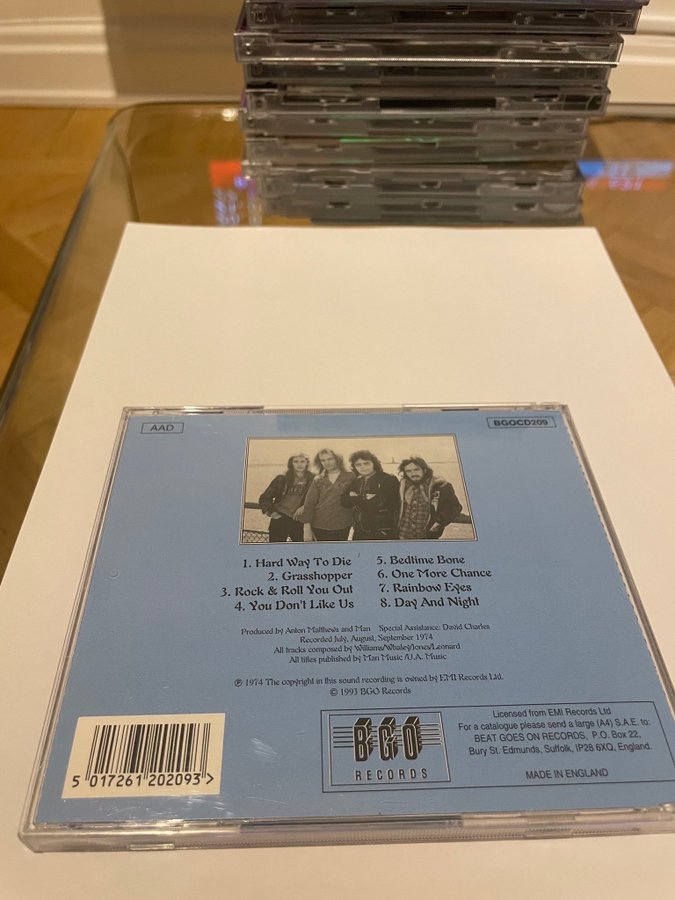 AAD
BGOCD209
1. Hard Way To Die
2. Grasshopper
3. Rock & Roll You Out
4. You Don't Like Us
5. Bedtime Bone
6. One More Chance
7. Rainbow Eyes
8. Day And Night
Produced by Anton Matthews and Man Special Assistance: David Charles
Recorded July, August, September 1974
All tracks composed by Williams/Whaley/Jones/Leonard
All titles published by Man Music /U.A. Music
℗ 1974 The copyright in this sound recording is owned by EMI Records Ltd.
© 1993 BGO Records
5 017261 202093 >
BGO
RECORDS
Licensed from EMI Records Ltd
For a catalogue please send a large (A4) S.A.E. to:
BEAT GOES ON RECORDS, P.O. Box 22,
Bury St. Edmunds, Suffolk, IP28 6XQ, England.
MADE IN ENGLAND